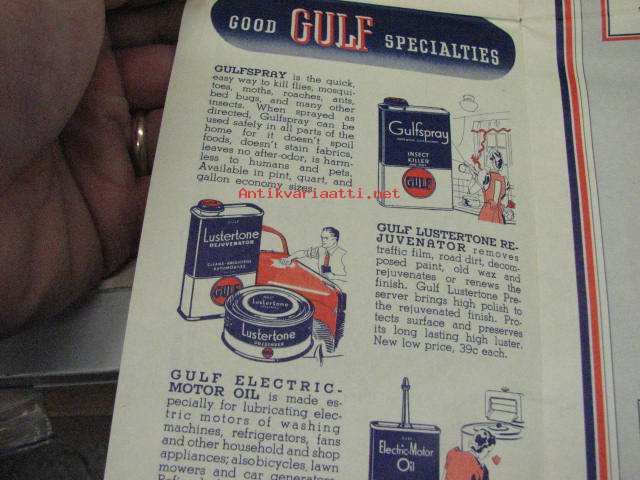 GOOD GULF SPECIALTIES
GULFSPRAY is the quick,
easy way to kill flies, mosqui-
toes, moths, roaches, ants,
bed bugs, and many other
insects. When sprayed as
directed, Gulfspray can be
used safely in all parts of the
home for it doesn't spoil
foods, doesn't stain fabrics,
leaves no after-odor, is harm-
less to humans and pets.
Available in pint, quart, and
gallon economy sizes.
Gulfspray
INSECT
KILLER
GULF
Antikvariaatti.net
GULF
Lustertone
REJUVENATOR
CLEANS AND RENEWS
AUTOMOBILES
GULF
Lustertone
Lustertone
PRESERVER
GULF LUSTERTONE RE-
JUVENATOR removes
traffic film, road dirt, decom-
posed paint, old wax and
rejuvenates or renews the
finish. Gulf Lustertone Pre-
server brings high polish to
the rejuvenated finish. Pro-
tects surface and preserves
its long lasting high luster.
New low price, 39c each.
GULF ELECTRIC-
MOTOR OIL is made es-
pecially for lubricating elec-
tric motors of washing
machines, refrigerators, fans
and other household and shop
appliances; also bicycles, lawn
mowers and car generators.
GULF
Electric-Motor
Oil